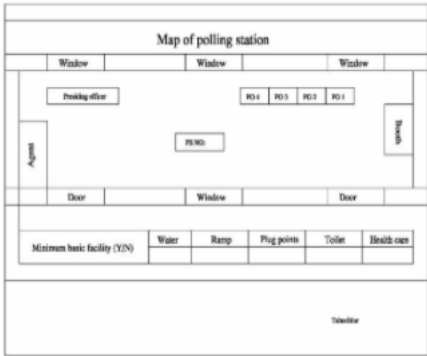 Map of polling station
Window Window Window
Presiding officer PO 4 PO 3 PO 2 PO 1
Booth
Agent
PS NO:
Door Window Door
Minimum basic facility (Y/N) Water Ramp Plug points Toilet Health care